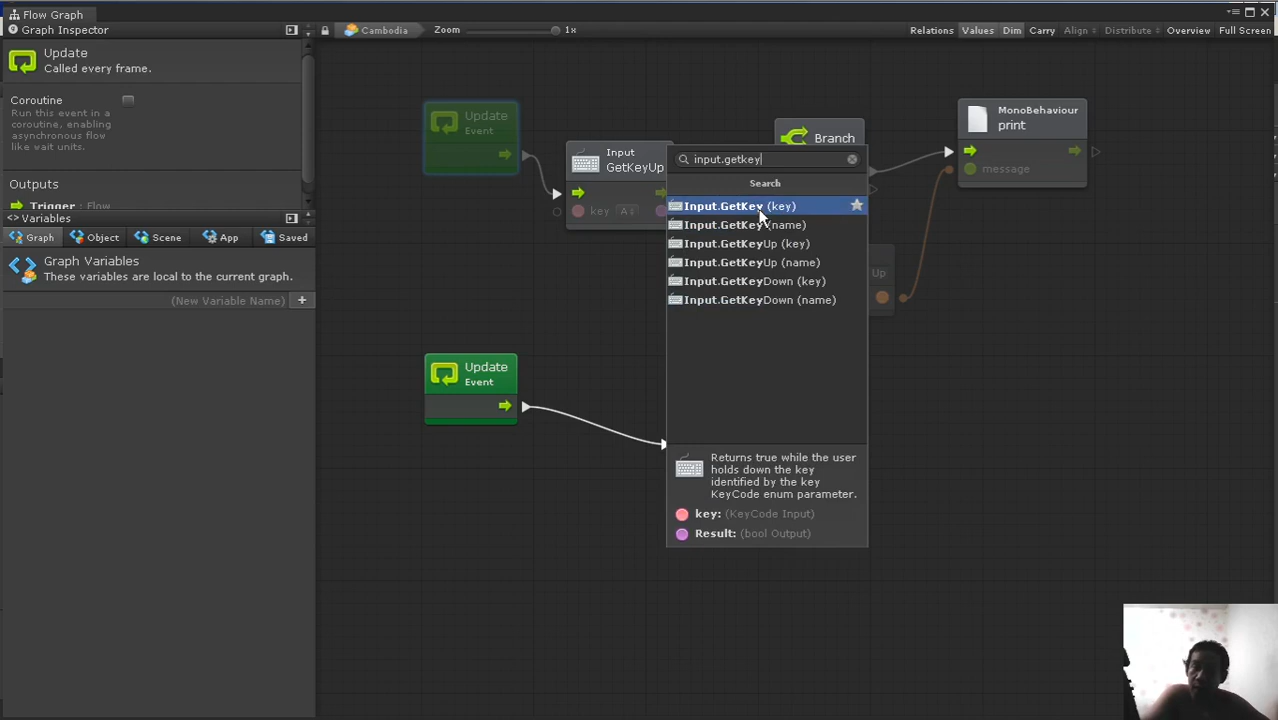 Flow Graph
Graph Inspector
Cambodia
Zoom
1x
Relations
Values
Dim
Carry
Align
Distribute
Overview
Full Screen
Update
Called every frame.
Coroutine
Run this event in a
coroutine, enabling
asynchronous flow
like wait units.
Outputs
Trigger : Flow
Variables
Graph
Object
Scene
App
Saved
Graph Variables
These variables are local to the current graph.
(New Variable Name)
+
Update
Event
Input
GetKeyUp
key
A
Branch
MonoBehaviour
print
message
Up
Update
Event
input.getkey
Search
Input.GetKey (key)
Input.GetKey (name)
Input.GetKeyUp (key)
Input.GetKeyUp (name)
Input.GetKeyDown (key)
Input.GetKeyDown (name)
Returns true while the user
holds down the key
identified by the key
KeyCode enum parameter.
key: (KeyCode Input)
Result: (bool Output)